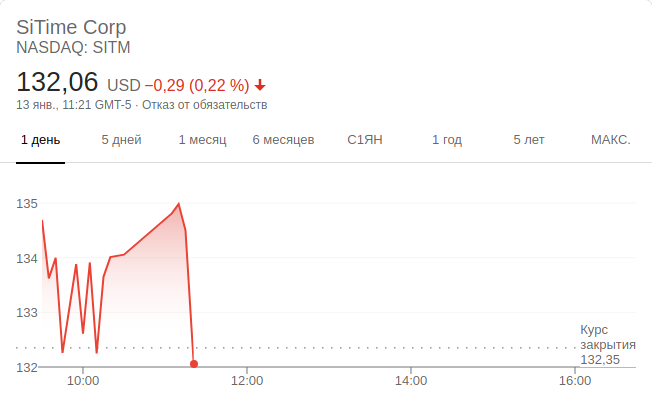 SiTime Corp
NASDAQ: SITM
132,06 USD −0,29 (0,22 %)
13 янв., 11:21 GMT-5 · Отказ от обязательств
1 день 5 дней 1 месяц 6 месяцев С1ЯН 1 год 5 лет МАКС.
135
134
133
Курс
закрытия
132,35
132
10:00 12:00 14:00 16:00